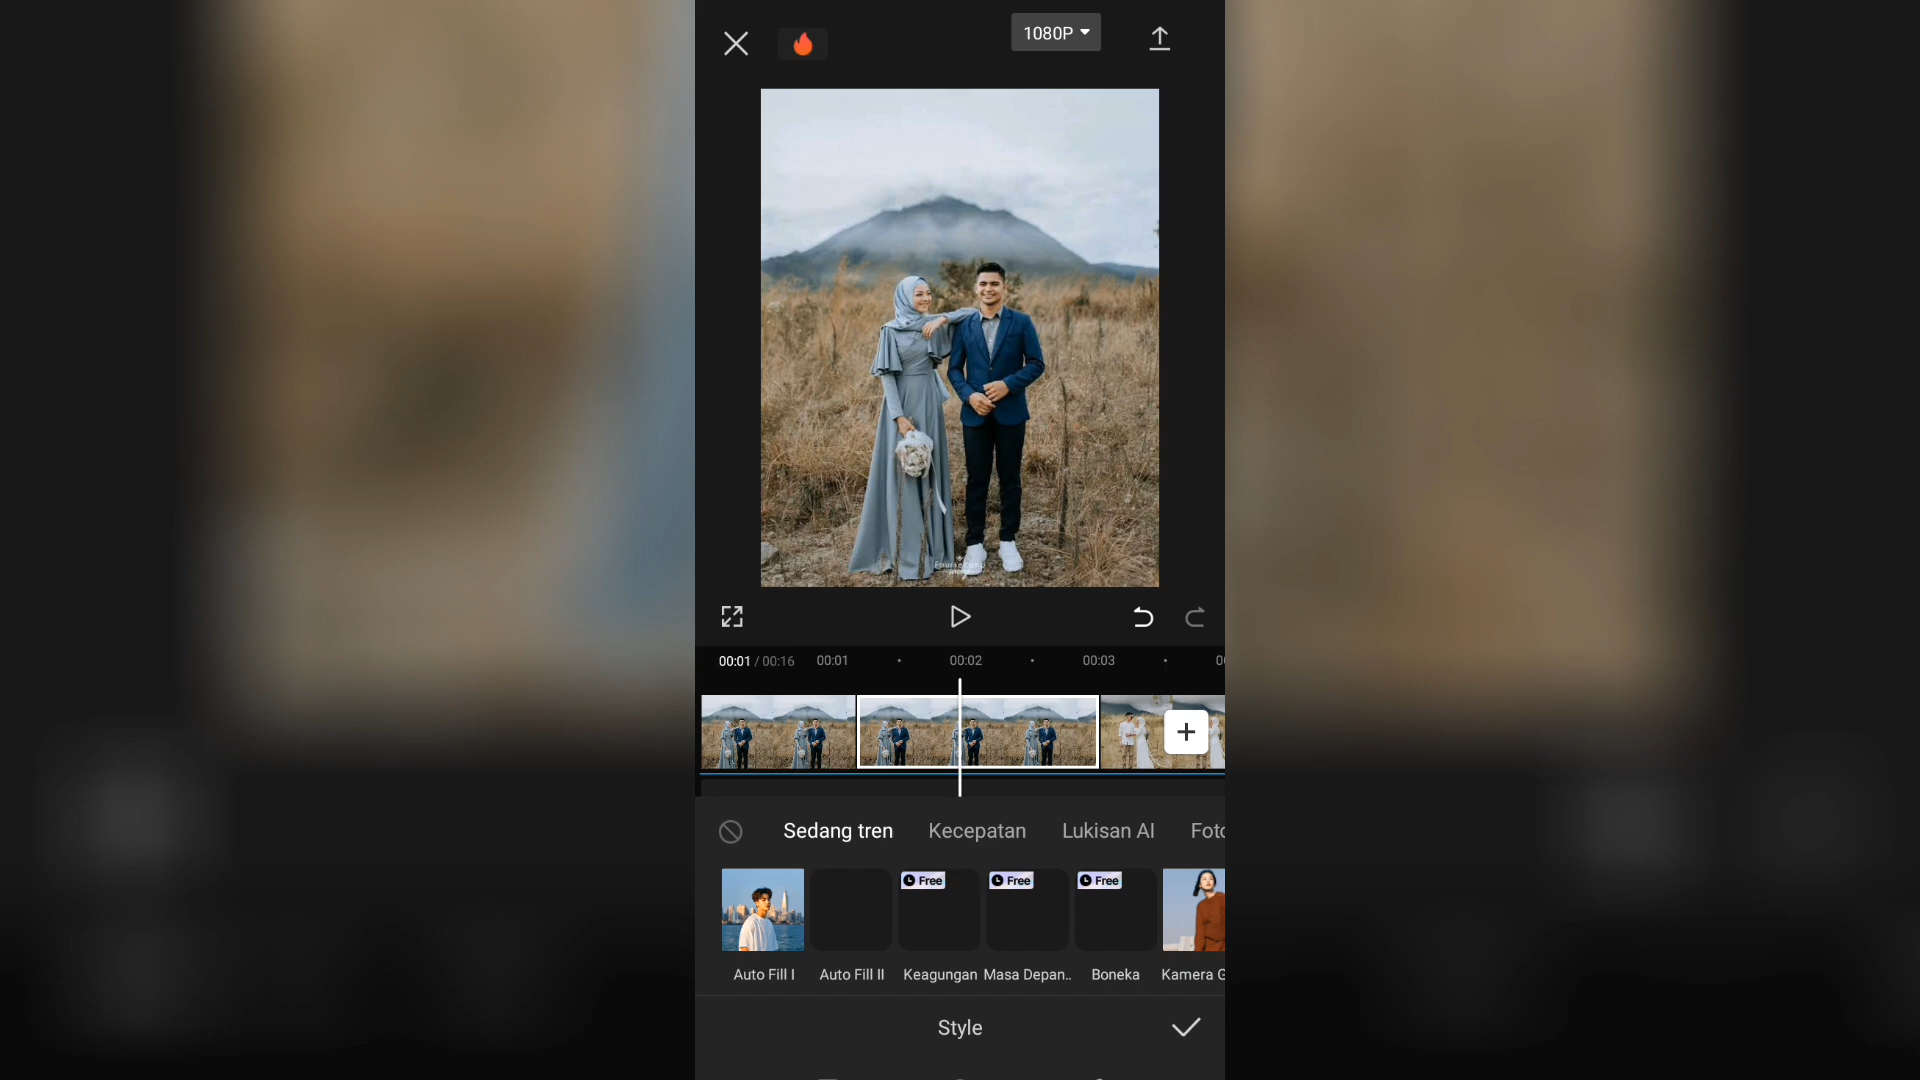 1080P
00:01 / 00:16
00:01
00:02
00:03
Sedang tren
Kecepatan
Lukisan AI
Free
Free
Free
Auto Fill I
Auto Fill II
Keagungan
Masa Depan..
Boneka
Kamera
Style